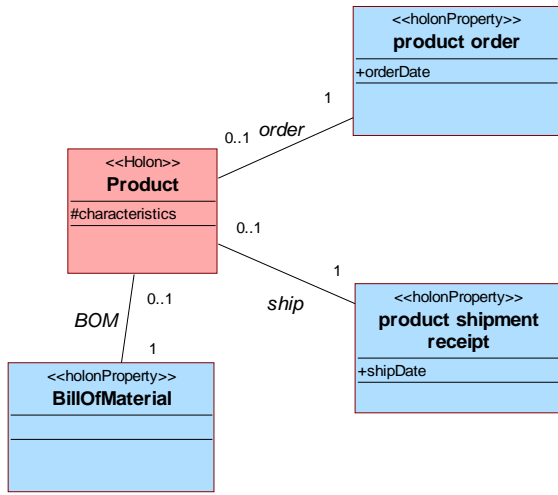 <<holonProperty>>
product order
+orderDate
1
0..1
order
<<Holon>>
Product
#characteristics
0..1
1
ship
<<holonProperty>>
product shipment
receipt
+shipDate
0..1
BOM
1
<<holonProperty>>
BillOfMaterial